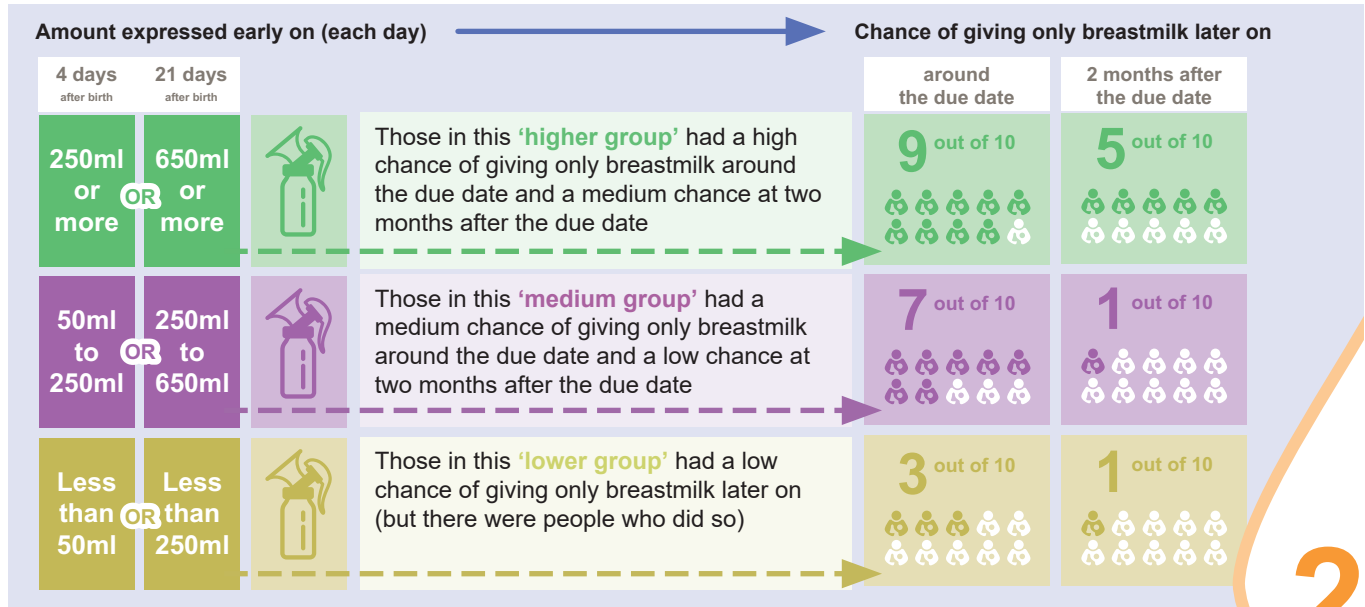 Amount expressed early on (each day)
Chance of giving only breastmilk later on
4 days
after birth
21 days
after birth
around
the due date
2 months after
the due date
250ml
or
more
OR
650ml
or
more
Those in this ‘higher group’ had a high
chance of giving only breastmilk around
the due date and a medium chance at two
months after the due date
9 out of 10
5 out of 10
50ml
to
250ml
OR
250ml
to
650ml
Those in this ‘medium group’ had a
medium chance of giving only breastmilk
around the due date and a low chance at
two months after the due date
7 out of 10
1 out of 10
Less
than
50ml
OR
Less
than
250ml
Those in this ‘lower group’ had a low
chance of giving only breastmilk later on
(but there were people who did so)
3 out of 10
1 out of 10
2